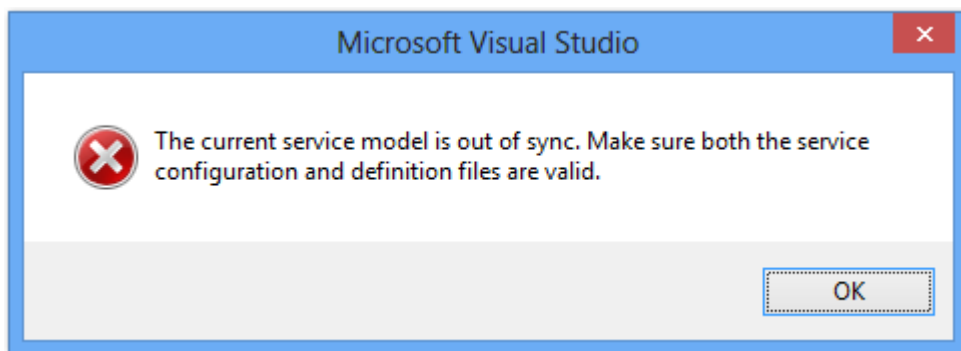 Microsoft Visual Studio
The current service model is out of sync. Make sure both the service
configuration and definition files are valid.
OK